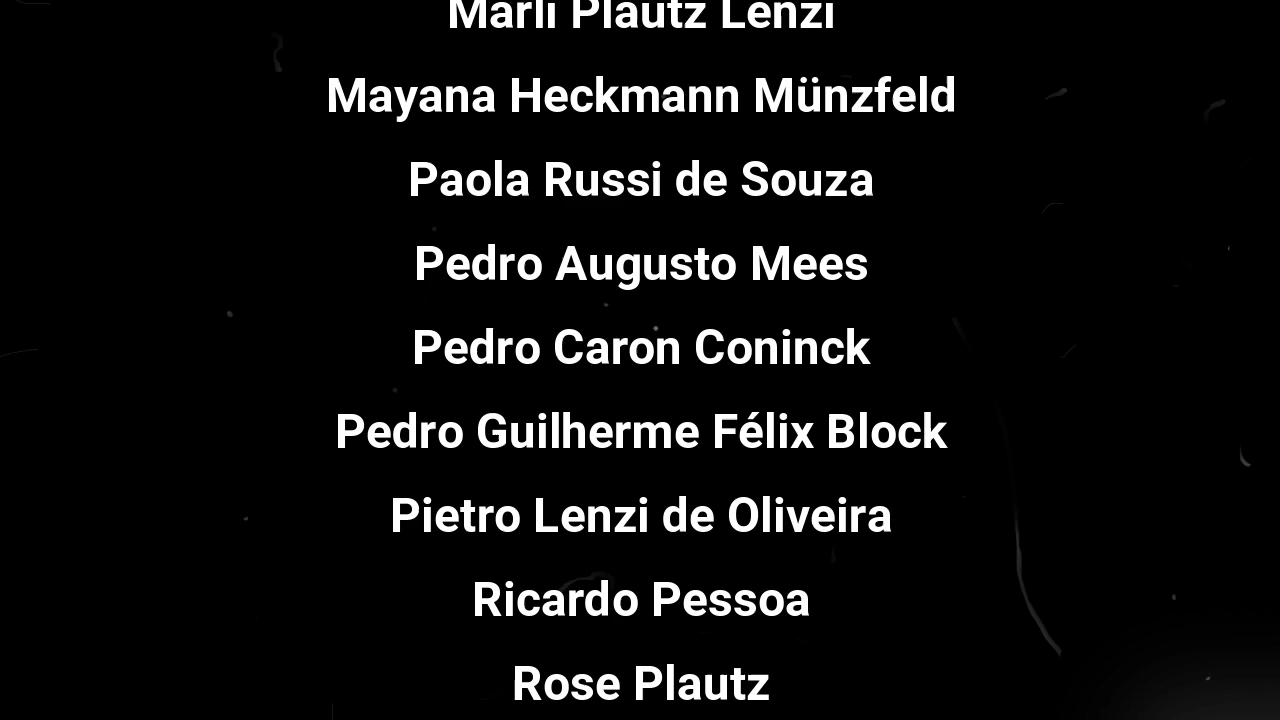 Marli Plautz Lenzi
Mayana Heckmann Münzfeld
Paola Russi de Souza
Pedro Augusto Mees
Pedro Caron Coninck
Pedro Guilherme Félix Block
Pietro Lenzi de Oliveira
Ricardo Pessoa
Rose Plautz